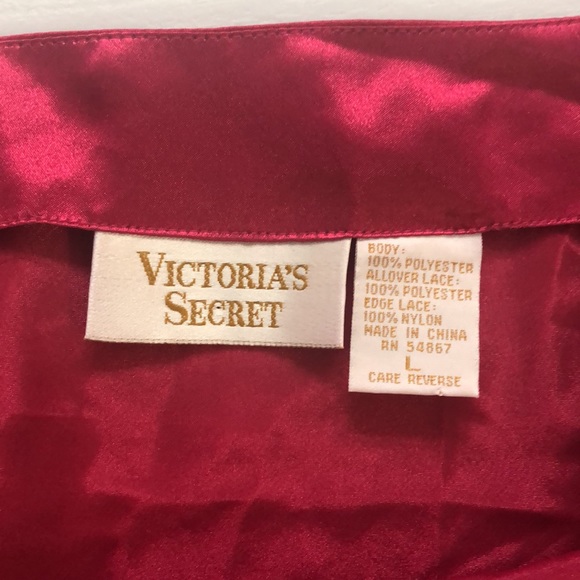 VICTORIA'S
SECRET
BODY:
100% POLYESTER
ALLOVER LACE:
100% POLYESTER
EDGE LACE:
100% NYLON
MADE IN CHINA
RN 54867
L
CARE REVERSE